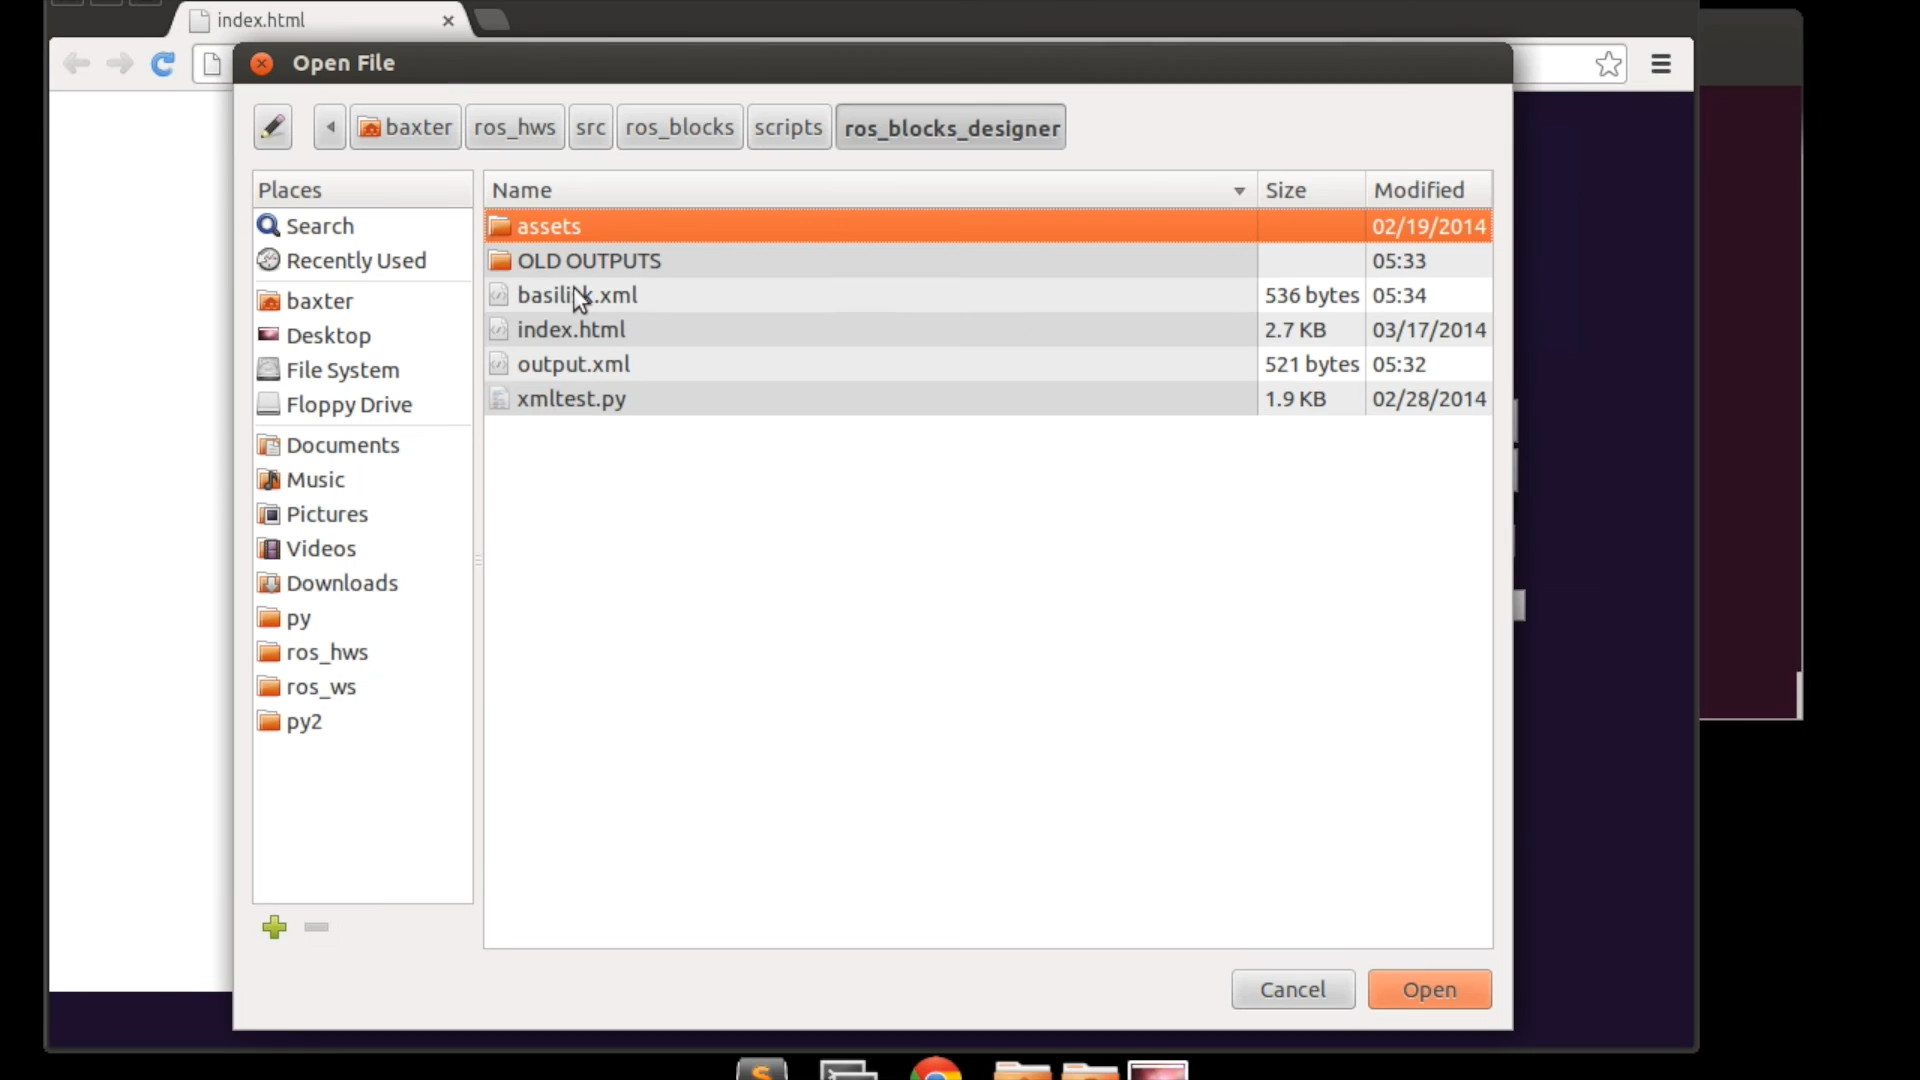 index.html
Open File
baxter ros_hws src ros_blocks scripts ros_blocks_designer
Places
Search
Recently Used
baxter
Desktop
File System
Floppy Drive
Documents
Music
Pictures
Videos
Downloads
py
ros_hws
ros_ws
py2
Name Size Modified
assets 02/19/2014
OLD OUTPUTS 05:33
536 bytes 05:34
index.html 2.7 KB 03/17/2014
output.xml 521 bytes 05:32
xmltest.py 1.9 KB 02/28/2014
Cancel Open